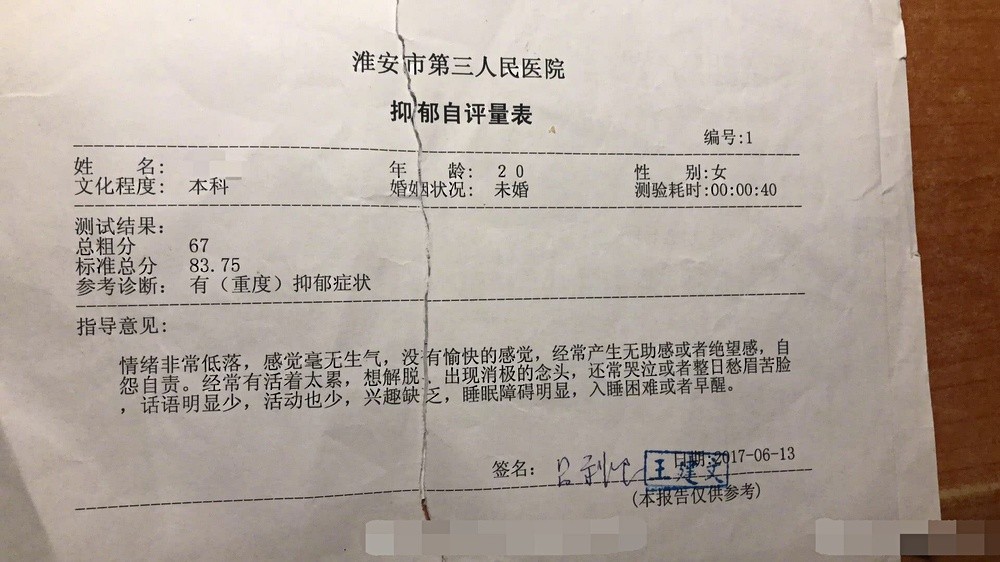 淮安市第三人民医院
抑郁自评量表
编号:1
姓　　名: 年　　龄: 20 性　　别:女
文化程度: 本科 婚姻状况: 未婚 测验耗时:00:00:40
测试结果:
总粗分 67
标准总分 83.75
参考诊断: 有（重度）抑郁症状
指导意见:
情绪非常低落，感觉毫无生气，没有愉快的感觉，经常产生无助感或者绝望感，自
怨自责。经常有活着太累，想解脱、出现消极的念头，还常哭泣或者整日愁眉苦脸
，话语明显少，活动也少，兴趣缺乏，睡眠障碍明显，入睡困难或者早醒。
签名: 王建文 日期:2017-06-13
(本报告仅供参考)